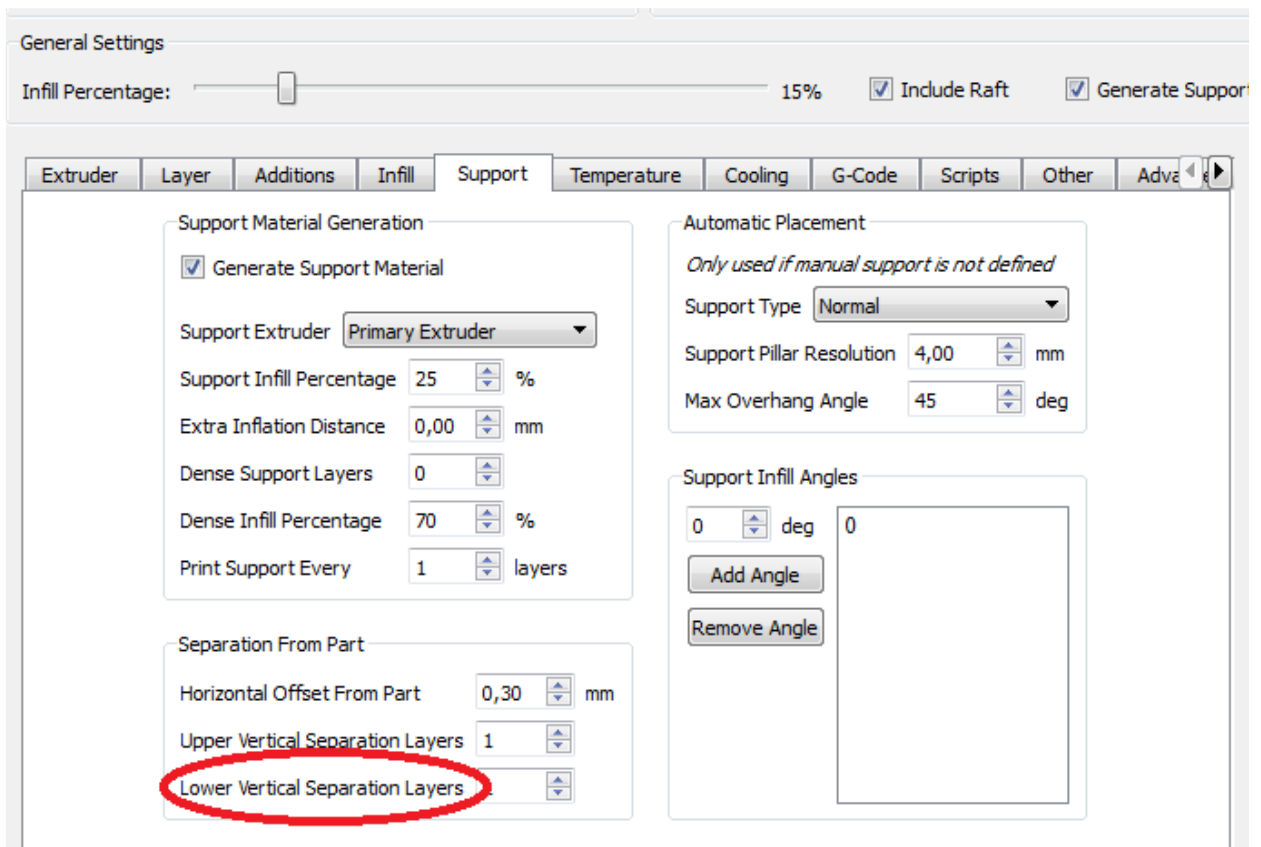 General Settings
Infill Percentage: 15% Include Raft Generate Support
Extruder Layer Additions Infill Support Temperature Cooling G-Code Scripts Other
Support Material Generation
Generate Support Material
Support Extruder Primary Extruder
Support Infill Percentage 25 %
Extra Inflation Distance 0,00 mm
Dense Support Layers 0
Dense Infill Percentage 70 %
Print Support Every 1 layers
Separation From Part
Horizontal Offset From Part 0,30 mm
Upper Vertical Separation Layers 1
Lower Vertical Separation Layers
Automatic Placement
Only used if manual support is not defined
Support Type Normal
Support Pillar Resolution 4,00 mm
Max Overhang Angle 45 deg
Support Infill Angles
0 deg 0
Add Angle
Remove Angle